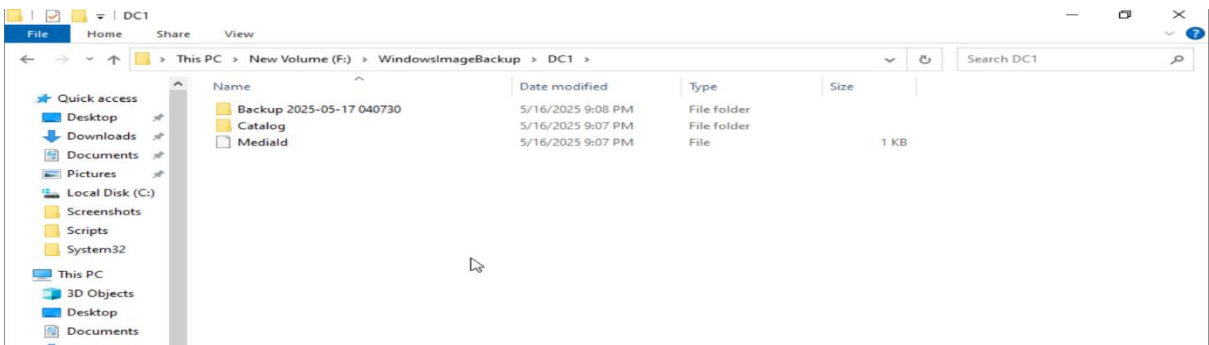 DC1
File Home Share View
This PC > New Volume (F:) > WindowsImageBackup > DC1 >
Search DC1
Name Date modified Type Size
Quick access
Desktop
Downloads
Documents
Pictures
Local Disk (C:)
Screenshots
Scripts
System32
This PC
3D Objects
Desktop
Documents
Backup 2025-05-17 040730 5/16/2025 9:08 PM File folder
Catalog 5/16/2025 9:07 PM File folder
MediaId 5/16/2025 9:07 PM File 1 KB